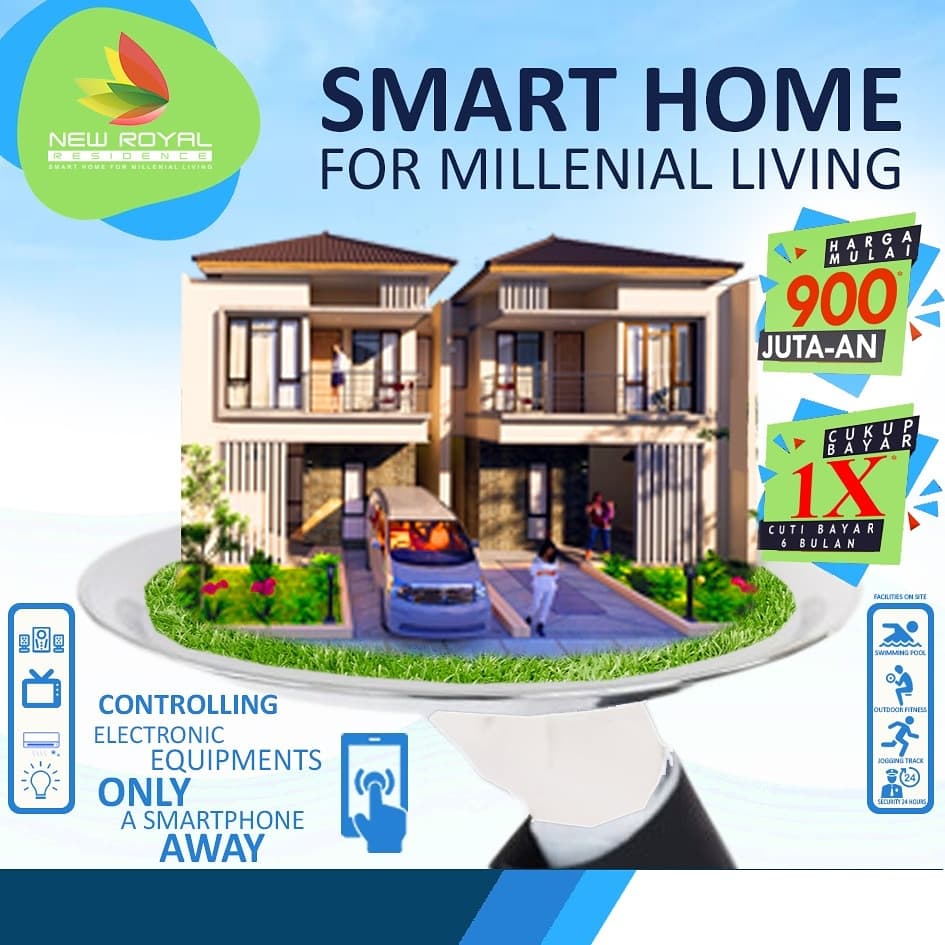 NEW ROYAL
RESIDENCE
SMART HOME FOR MILLENIAL LIVING
SMART HOME
FOR MILLENIAL LIVING
HARGA
MULAI
900*
JUTA-AN
CUKUP
BAYAR
1X*
CUTI BAYAR
6 BULAN
CONTROLLING
ELECTRONIC
EQUIPMENTS
ONLY
A SMARTPHONE
AWAY
FACILITIES ON SITE
SWIMMING POOL
OUTDOOR FITNESS
JOGGING TRACK
24
SECURITY 24 HOURS